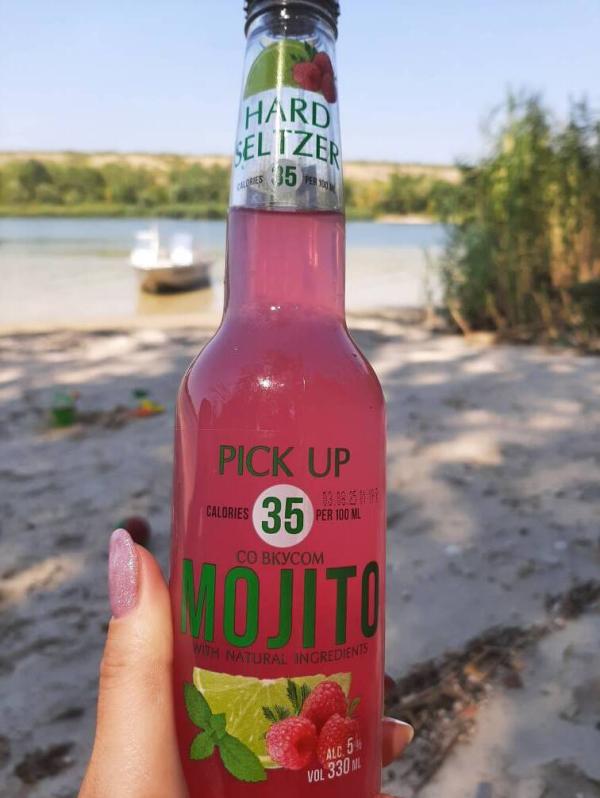 HARD
SELTZER
CALORIES 35 PER 100 ML
PICK UP
CALORIES 35 PER 100 ML
СО ВКУСОМ
MOJITO
WITH NATURAL INGREDIENTS
ALC. 5%
VOL 330 ML